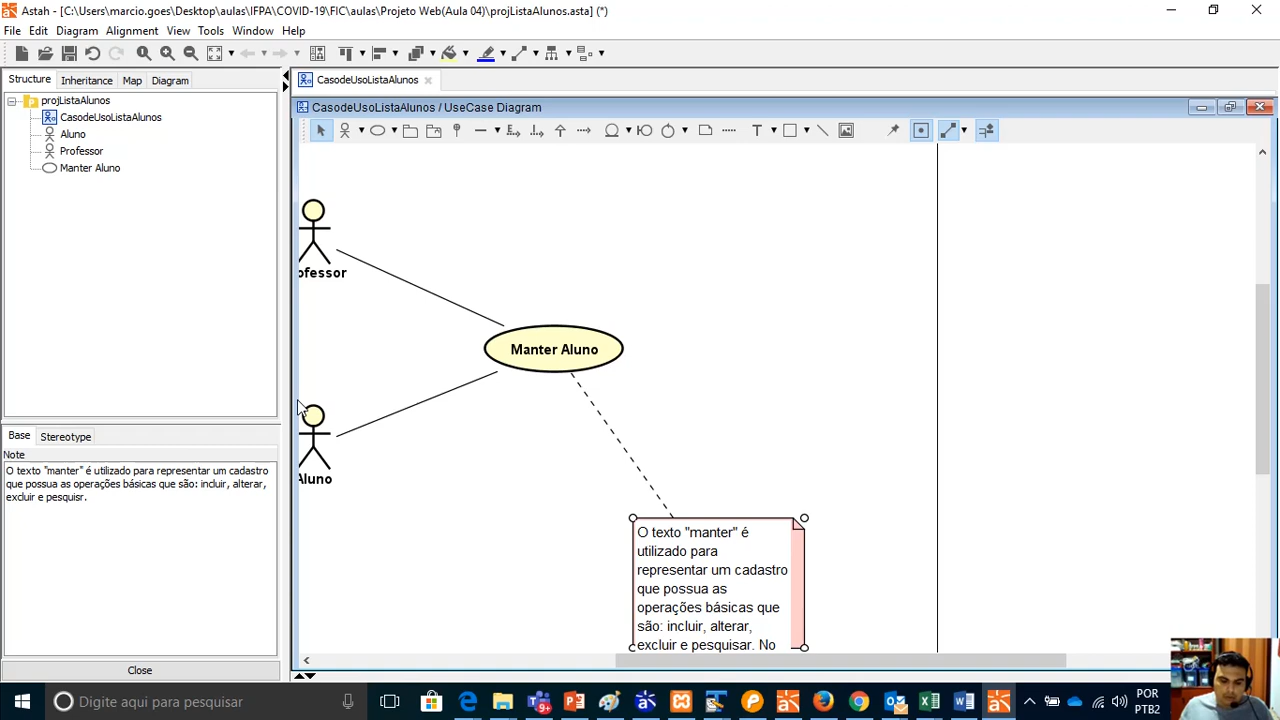 Astah - [C:\Users\marcio.goes\Desktop\aulas\IFPA\COVID-19\FIC\aulas\Projeto Web(Aula 04)\projListaAlunos.asta] (*)
File Edit Diagram Alignment View Tools Window Help
Structure Inheritance Map Diagram
CasodeUsoListaAlunos
projListaAlunos
CasodeUsoListaAlunos
Aluno
Professor
Manter Aluno
CasodeUsoListaAlunos / UseCase Diagram
ofessor
Manter Aluno
Aluno
O texto "manter" é
utilizado para
representar um cadastro
que possua as
operações básicas que
são: incluir, alterar,
excluir e pesquisar. No
Base Stereotype
Note
O texto "manter" é utilizado para representar um cadastro
que possua as operações básicas que são: incluir, alterar,
excluir e pesquisr.
Close
Digite aqui para pesquisar
POR
PTB2